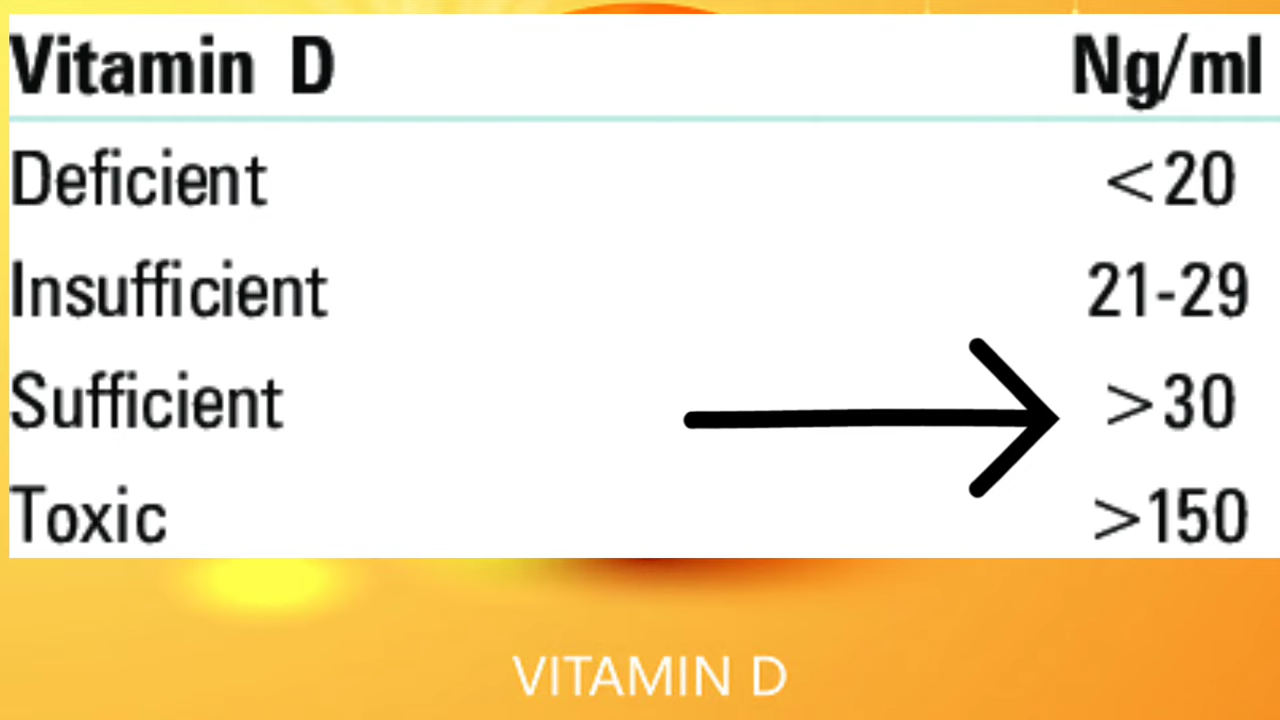 Vitamin D Ng/ml
Deficient <20
Insufficient 21-29
Sufficient >30
Toxic >150
VITAMIN D